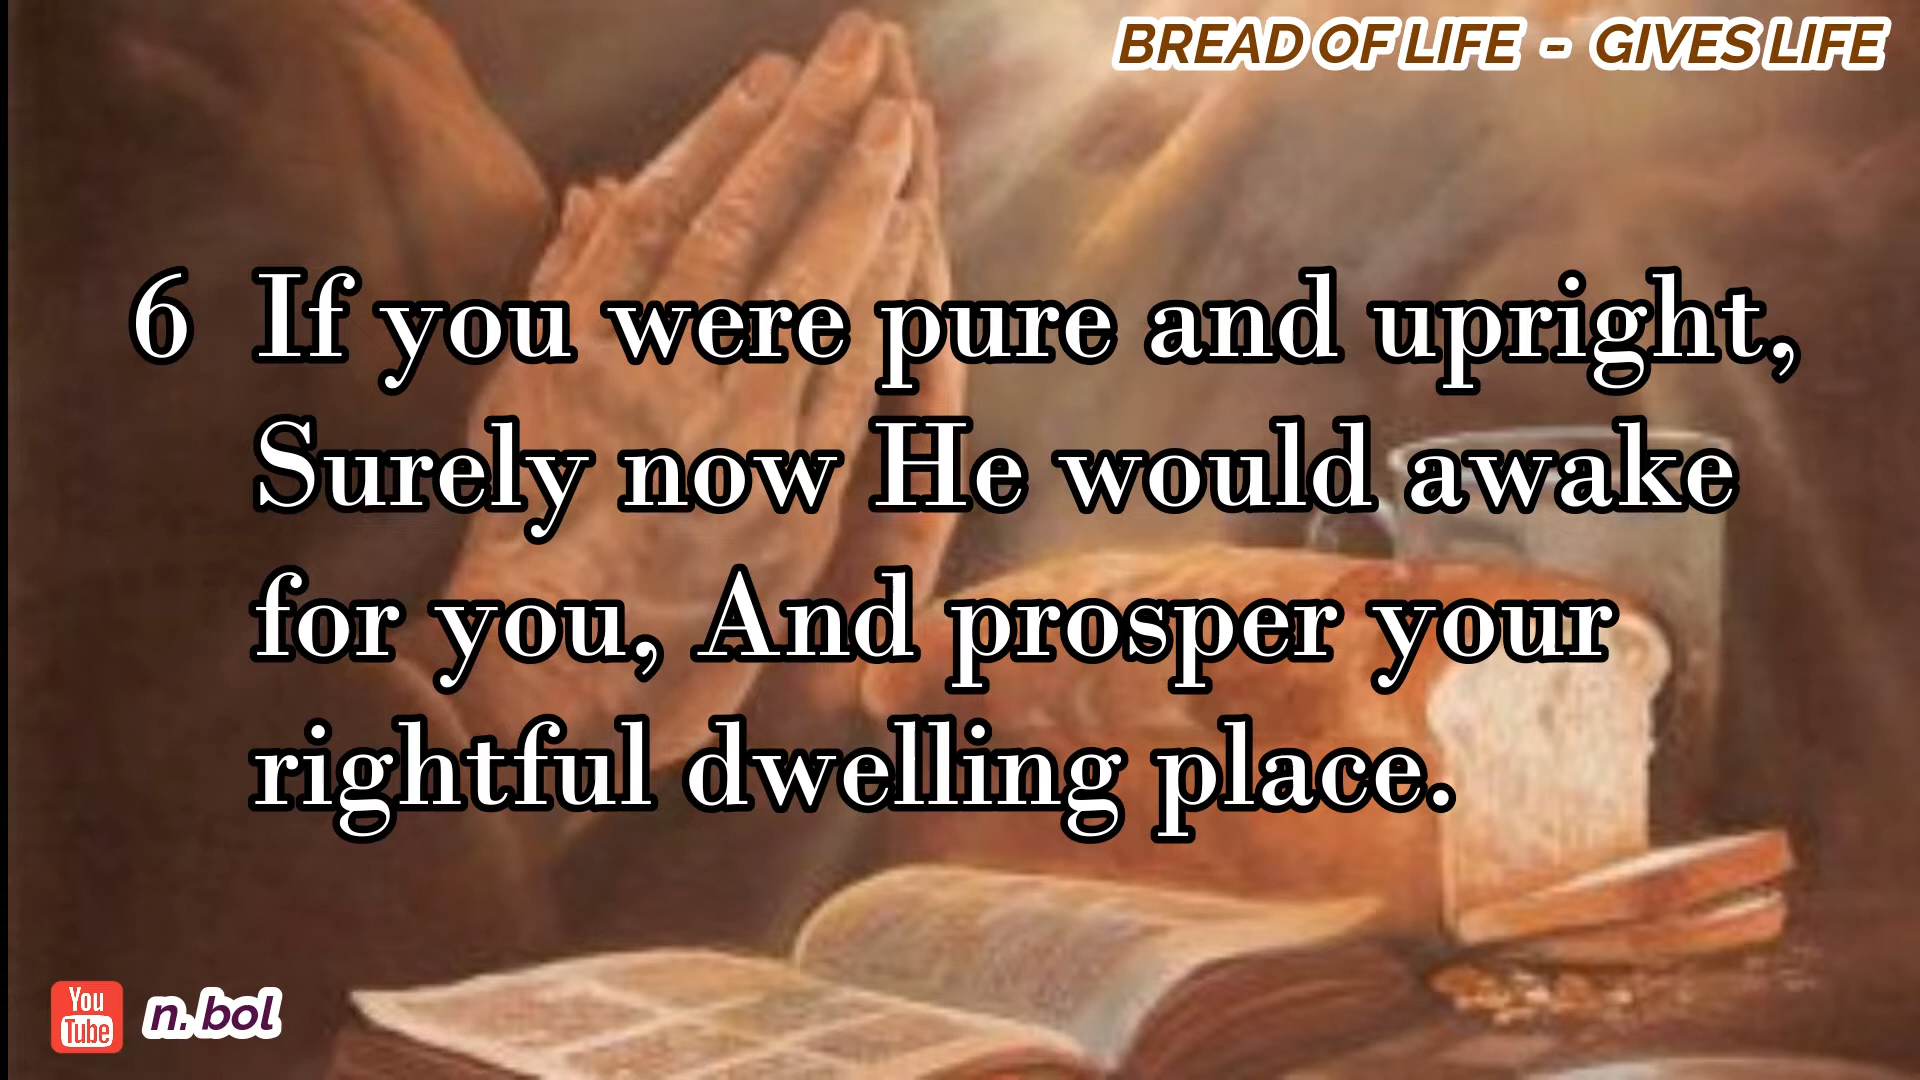 BREAD OF LIFE - GIVES LIFE
6 If you were pure and upright,
Surely now He would awake
for you, And prosper your
rightful dwelling place.
You
Tube
n. bol